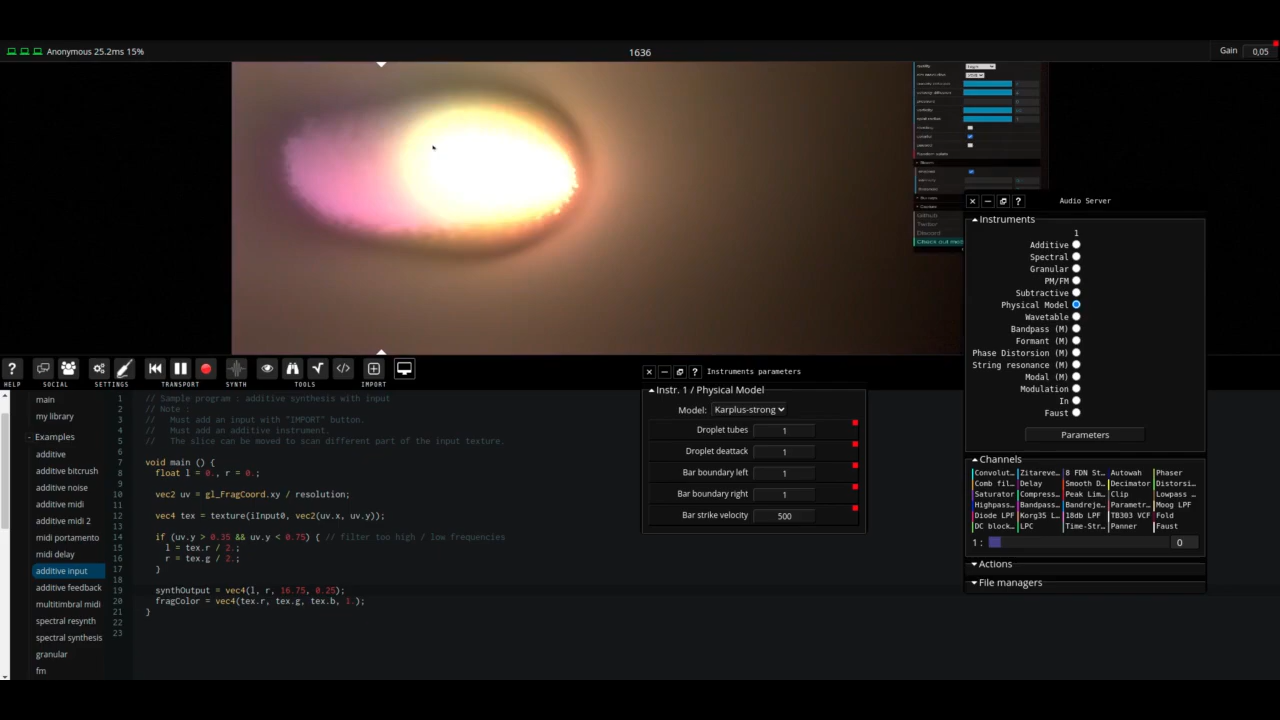 Anonymous 25.2ms 15%
1636
Gain 0,05
Github
Twitter
Discord
Check out mo
HELP
SOCIAL
SETTINGS
TRANSPORT
SYNTH
TOOLS
IMPORT
main
my library
- Examples
additive
additive bitcrush
additive noise
additive midi
additive midi 2
midi portamento
midi delay
additive input
additive feedback
multitimbral midi
spectral resynth
spectral synthesis
granular
fm
1 // Sample program : additive synthesis with input
2 // Note :
3 //   Must add an input with "IMPORT" button.
4 //   Must add an additive instrument.
5 //   The slice can be moved to scan different part of the input texture.
6
7 void main () {
8   float l = 0., r = 0.;
9
10   vec2 uv = gl_FragCoord.xy / resolution;
11
12   vec4 tex = texture(iInput0, vec2(uv.x, uv.y));
13
14   if (uv.y > 0.35 && uv.y < 0.75) { // filter too high / low frequencies
15     l = tex.r / 2.;
16     r = tex.g / 2.;
17   }
18
19   synthOutput = vec4(l, r, 16.75, 0.25);
20   fragColor = vec4(tex.r, tex.g, tex.b, 1.);
21 }
22
23
Instruments parameters
Instr. 1 / Physical Model
Model: Karplus-strong
Droplet tubes 1
Droplet deattack 1
Bar boundary left 1
Bar boundary right 1
Bar strike velocity 500
Audio Server
Instruments
1
Additive
Spectral
Granular
PM/FM
Subtractive
Physical Model
Wavetable
Bandpass (M)
Formant (M)
Phase Distorsion (M)
String resonance (M)
Modal (M)
Modulation
In
Faust
Parameters
Channels
Convolut… Zitareve… 8 FDN St… Autowah Phaser
Comb fil… Delay Smooth D… Decimator Distorsi…
Saturator Compress… Peak Lim… Clip Lowpass …
Highpass… Bandpass… Bandreje… Parametr… Moog LPF
Diode LPF Korg35 L… 18db LPF TB303 VCF Fold
DC block… LPC Time-Str… Panner Faust
1 : 0
Actions
File managers